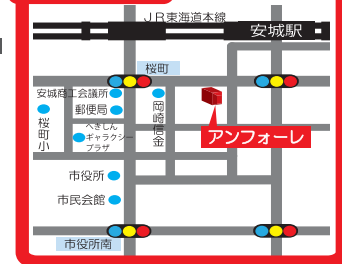 JR東海道本線
安城駅
桜町
安城商工会議所
郵便局
桜町小
へきしん
ギャラクシー
プラザ
岡崎信金
アンフォーレ
市役所
市民会館
市役所南